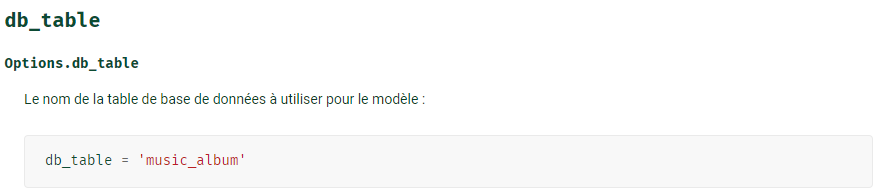 db_table
Options.db_table
Le nom de la table de base de données à utiliser pour le modèle :
db_table = 'music_album'